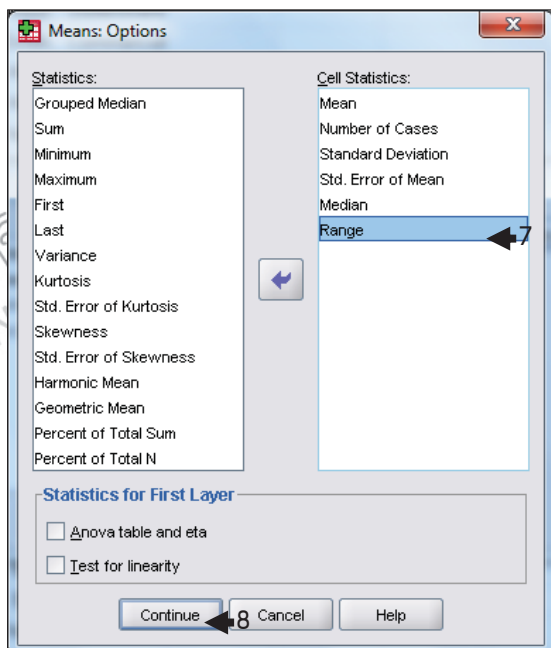 Means: Options
Statistics:
Grouped Median
Sum
Minimum
Maximum
First
Last
Variance
Kurtosis
Std. Error of Kurtosis
Skewness
Std. Error of Skewness
Harmonic Mean
Geometric Mean
Percent of Total Sum
Percent of Total N
Cell Statistics:
Mean
Number of Cases
Standard Deviation
Std. Error of Mean
Median
Range
7
Statistics for First Layer
Anova table and eta
Test for linearity
Continue
8
Cancel
Help